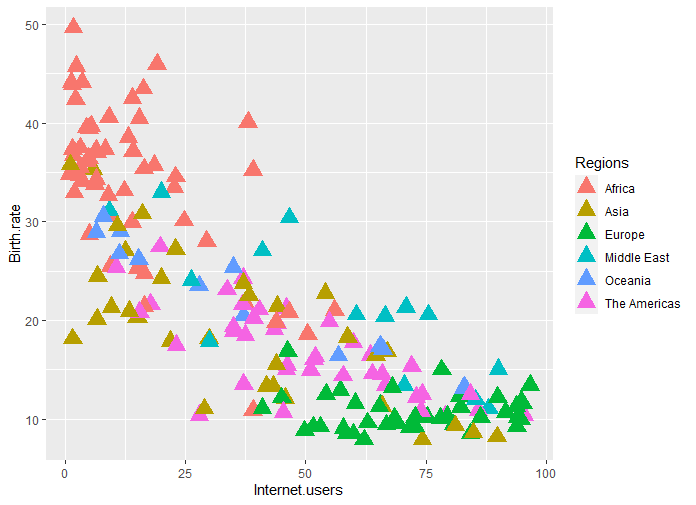 50
40
30
20
10
Birth.rate
0
25
50
75
100
Internet.users
Regions
Africa
Asia
Europe
Middle East
Oceania
The Americas